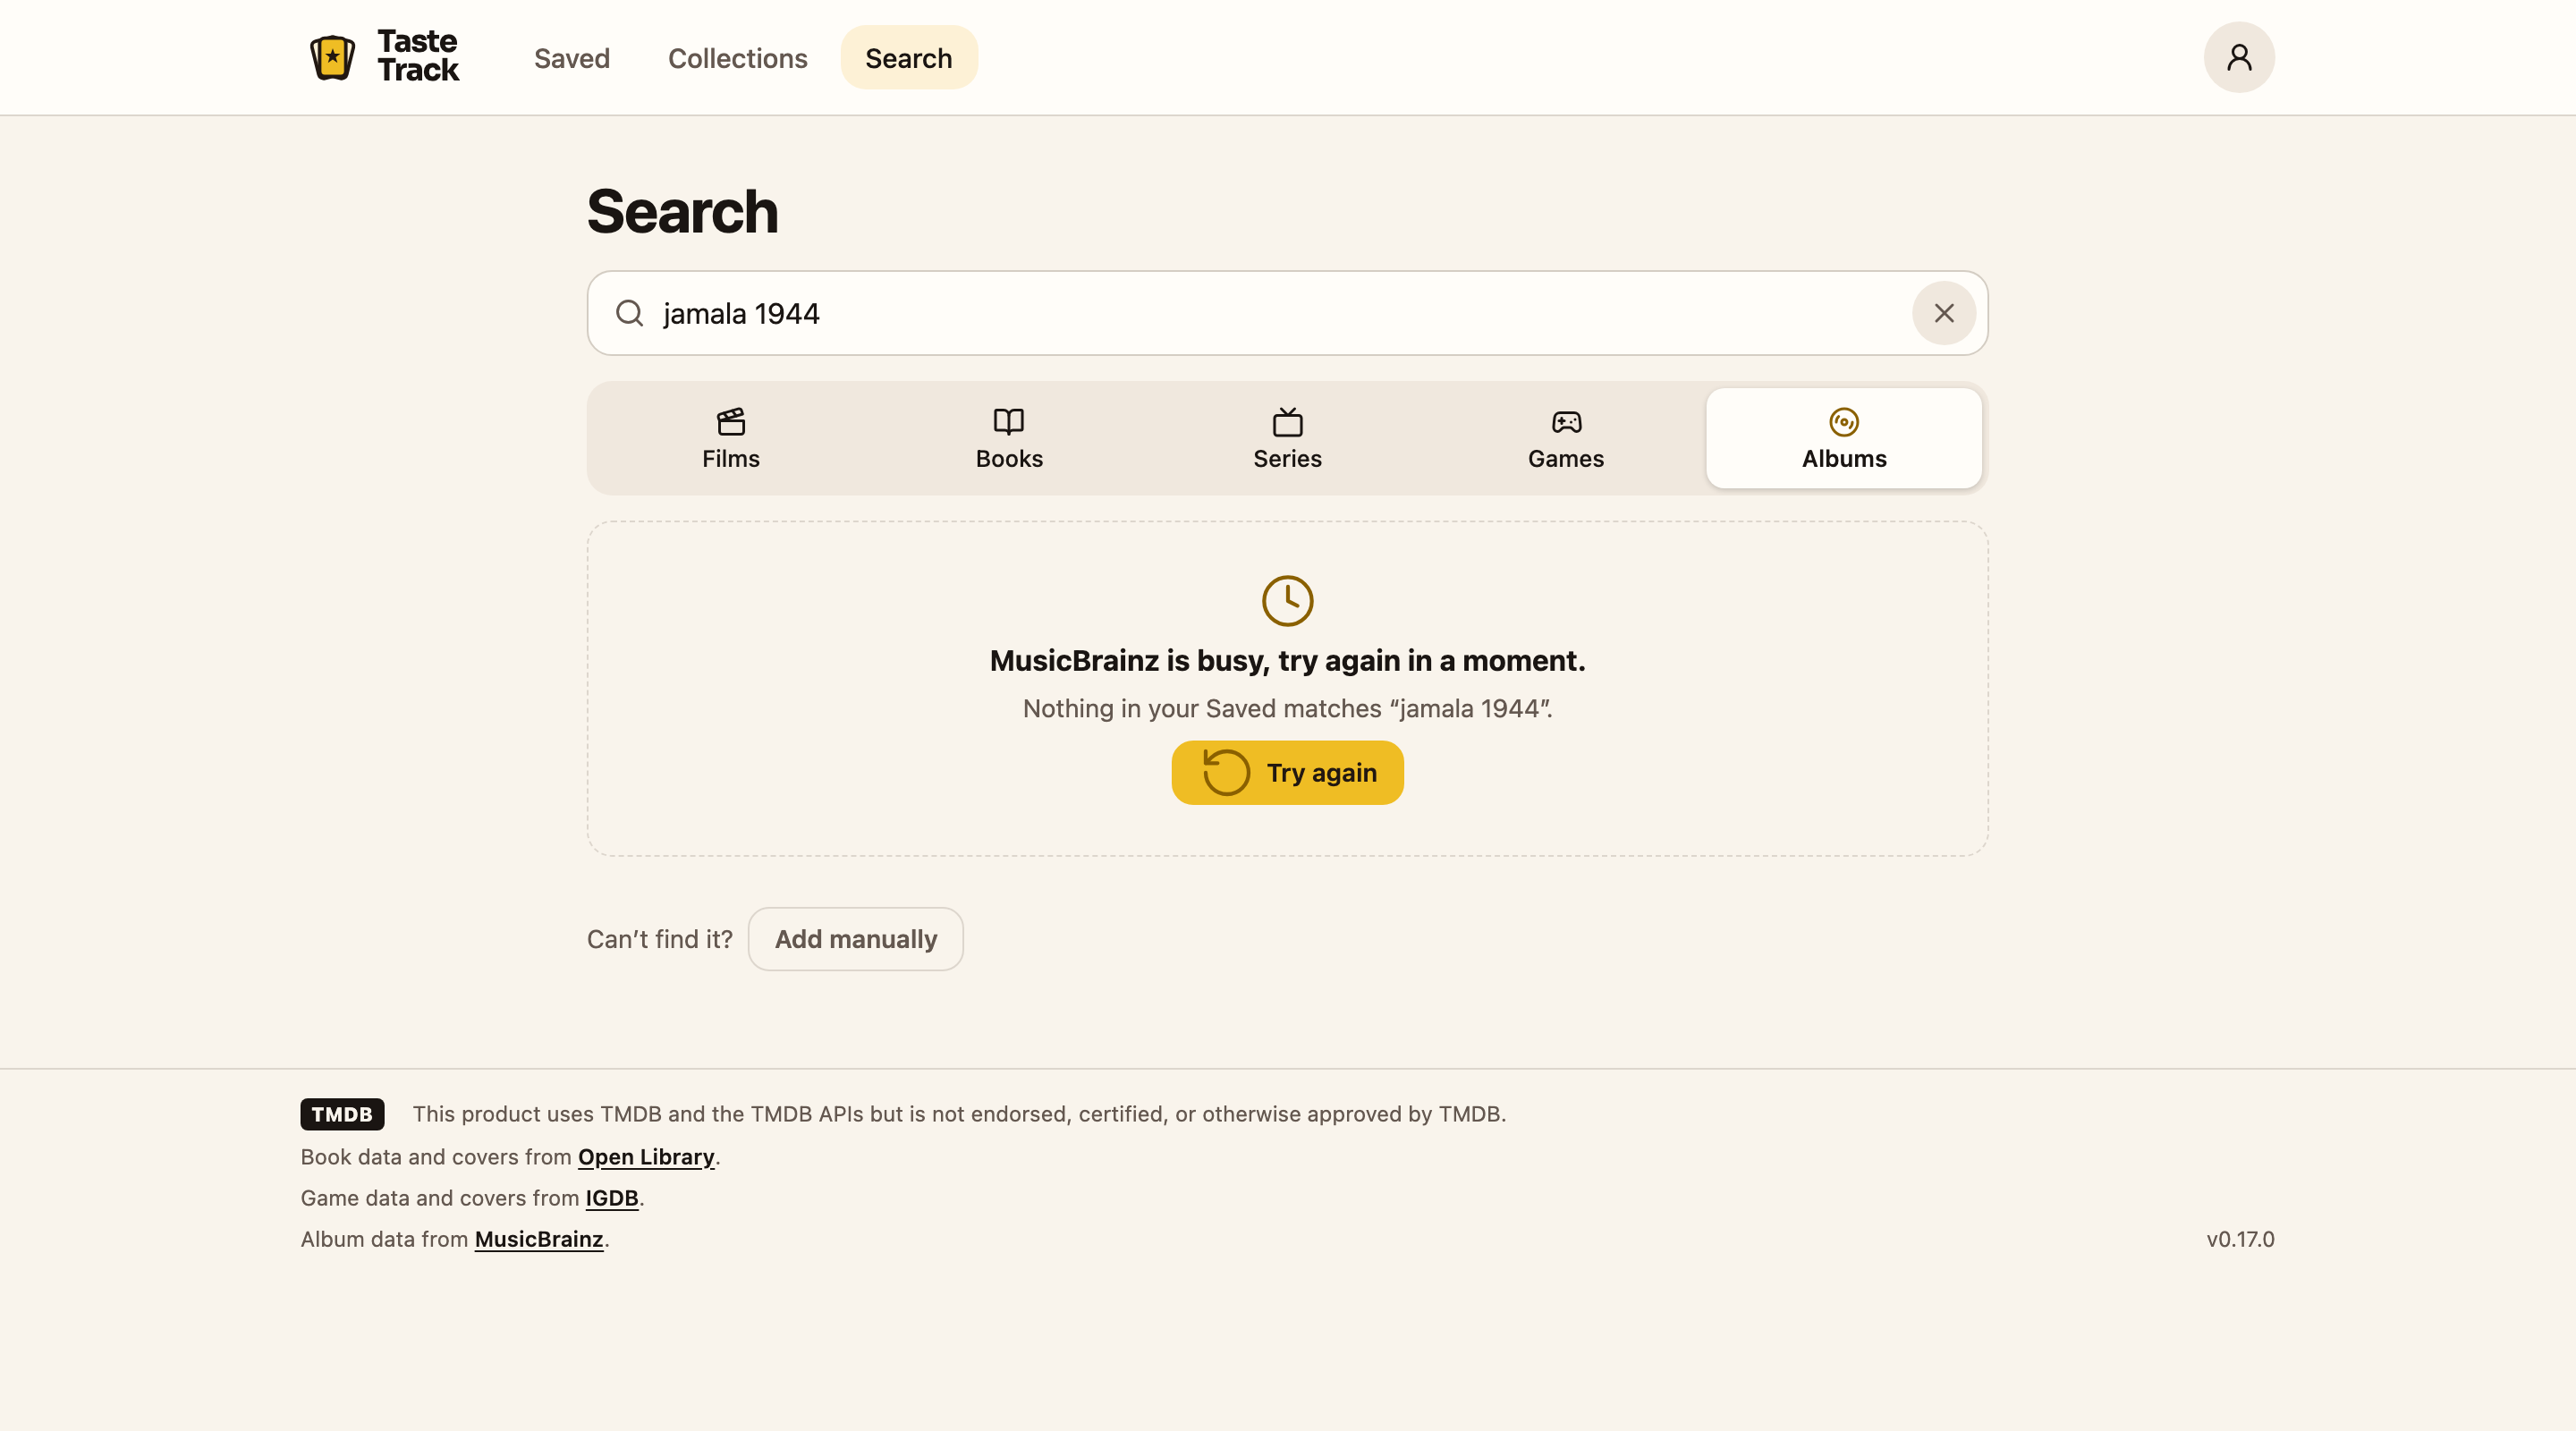 Taste
Track
Saved
Collections
Search
Search
jamala 1944
Films
Books
Series
Games
Albums
MusicBrainz is busy, try again in a moment.
Nothing in your Saved matches “jamala 1944”.
Try again
Can’t find it?
Add manually
TMDB
This product uses TMDB and the TMDB APIs but is not endorsed, certified, or otherwise approved by TMDB.
Book data and covers from Open Library.
Game data and covers from IGDB.
Album data from MusicBrainz.
v0.17.0